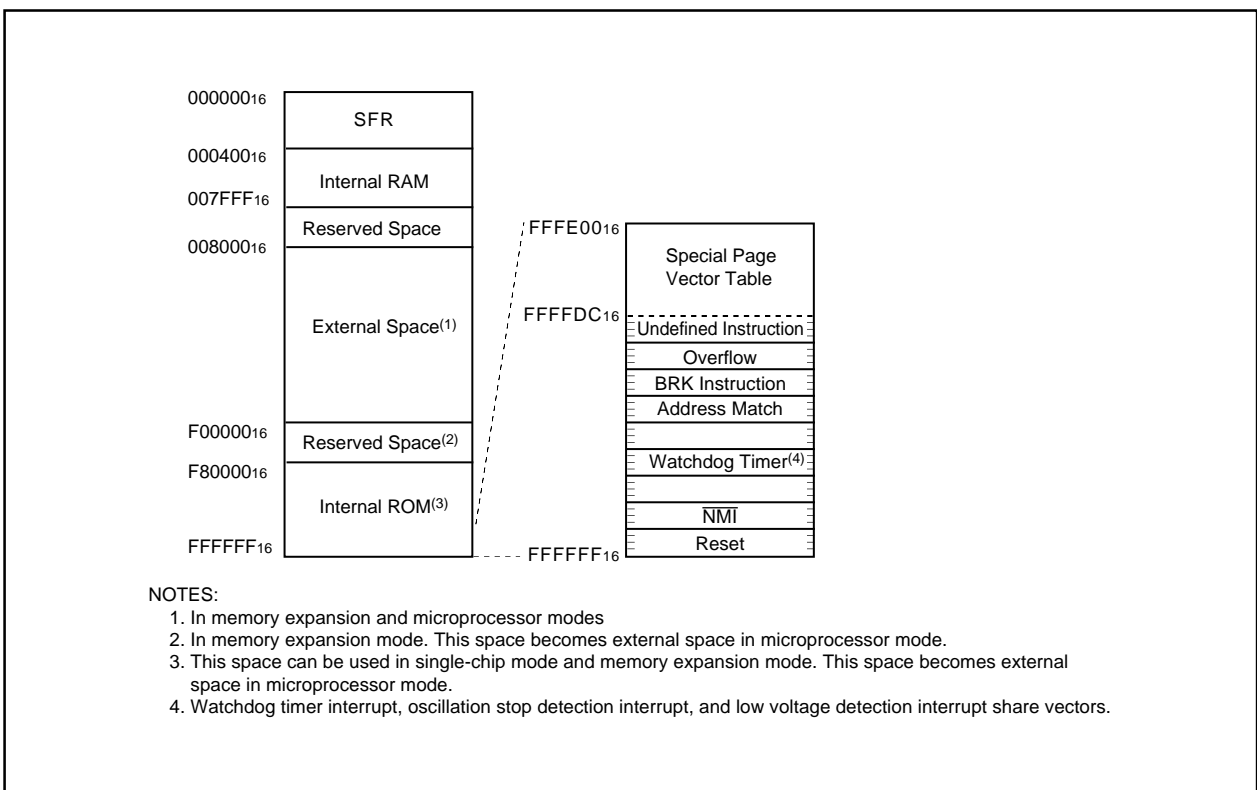 000000₁₆
SFR
000400₁₆
Internal RAM
007FFF₁₆
Reserved Space
008000₁₆
External Space(1)
F00000₁₆
Reserved Space(2)
F80000₁₆
Internal ROM(3)
FFFFFF₁₆
FFFE00₁₆
Special Page
Vector Table
FFFFDC₁₆
Undefined Instruction
Overflow
BRK Instruction
Address Match
Watchdog Timer(4)
N̅M̅I̅
Reset
FFFFFF₁₆
NOTES:
1. In memory expansion and microprocessor modes
2. In memory expansion mode. This space becomes external space in microprocessor mode.
3. This space can be used in single-chip mode and memory expansion mode. This space becomes external
space in microprocessor mode.
4. Watchdog timer interrupt, oscillation stop detection interrupt, and low voltage detection interrupt share vectors.